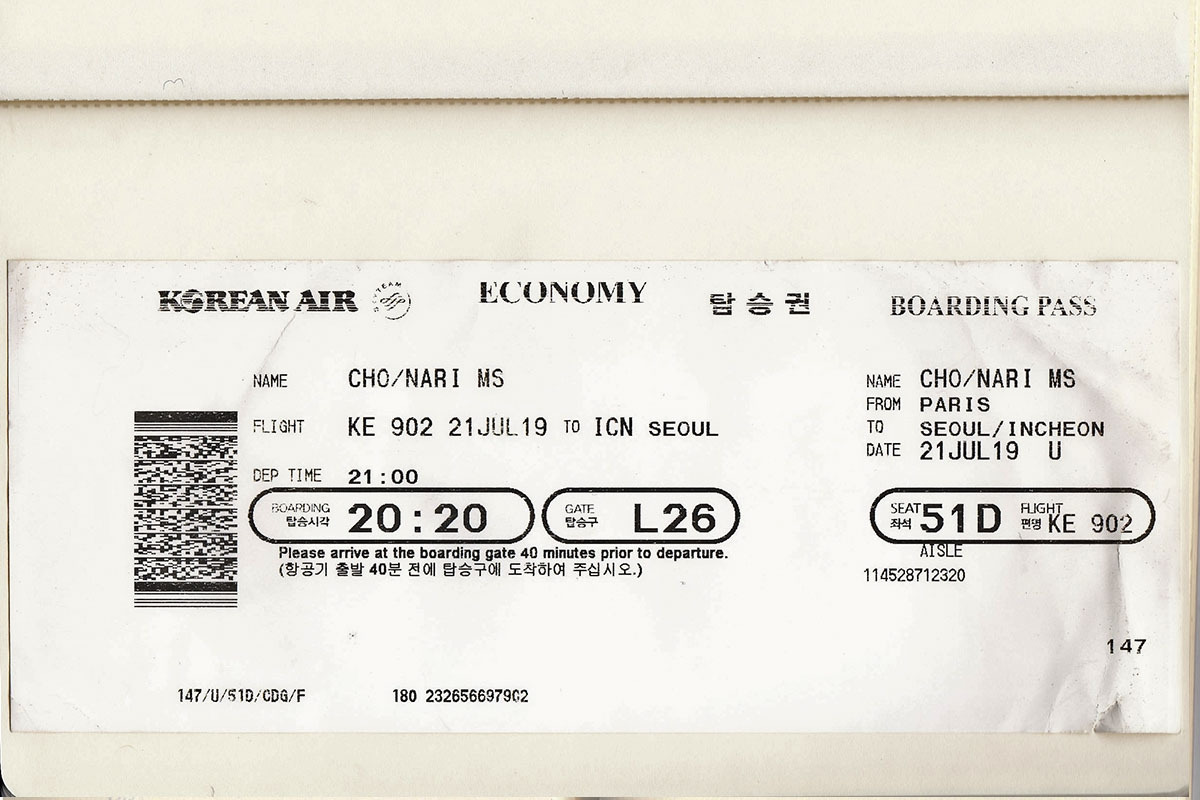 KOREAN AIR ECONOMY 탑승권 BOARDING PASS
NAME CHO/NARI MS
FLIGHT KE 902 21JUL19 TO ICN SEOUL
DEP TIME 21:00
BOARDING 탑승시각 20:20 GATE 탑승구 L26
Please arrive at the boarding gate 40 minutes prior to departure.
(항공기 출발 40분 전에 탑승구에 도착하여 주십시오.)
147/U/51D/CDG/F 180 232656697902
NAME CHO/NARI MS
FROM PARIS
TO SEOUL/INCHEON
DATE 21JUL19 U
SEAT 좌석 51D FLIGHT 편명 KE 902
AISLE
114528712320
147